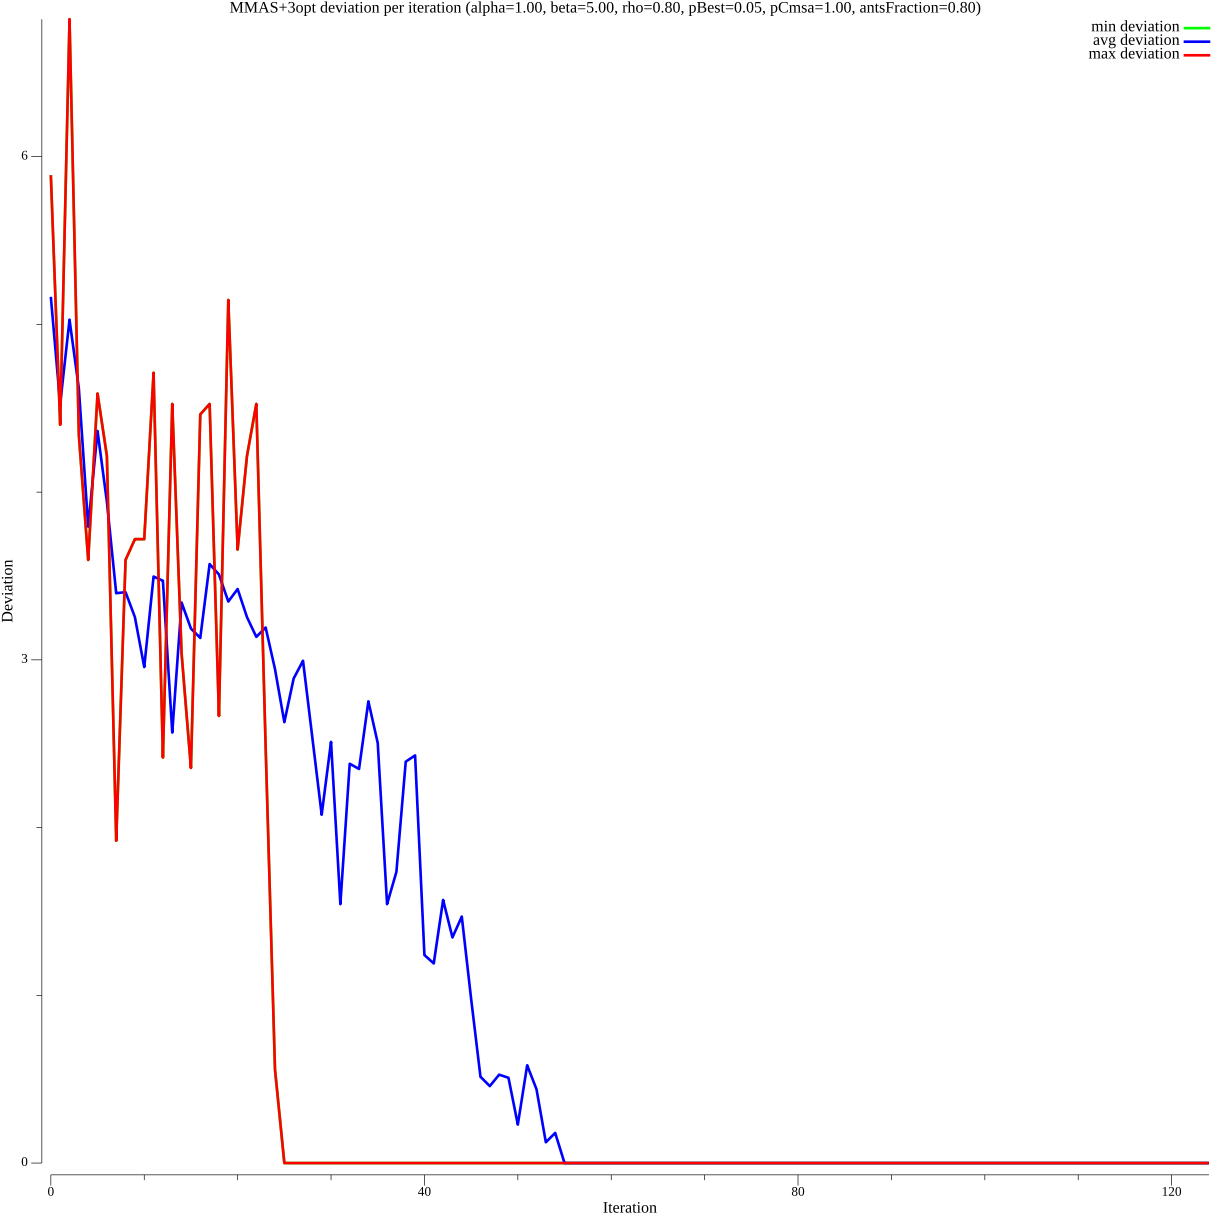 MMAS+3opt deviation per iteration (alpha=1.00, beta=5.00, rho=0.80, pBest=0.05, pCmsa=1.00, antsFraction=0.80)
min deviation
avg deviation
max deviation
6
3
0
Deviation
0 40 80 120
Iteration